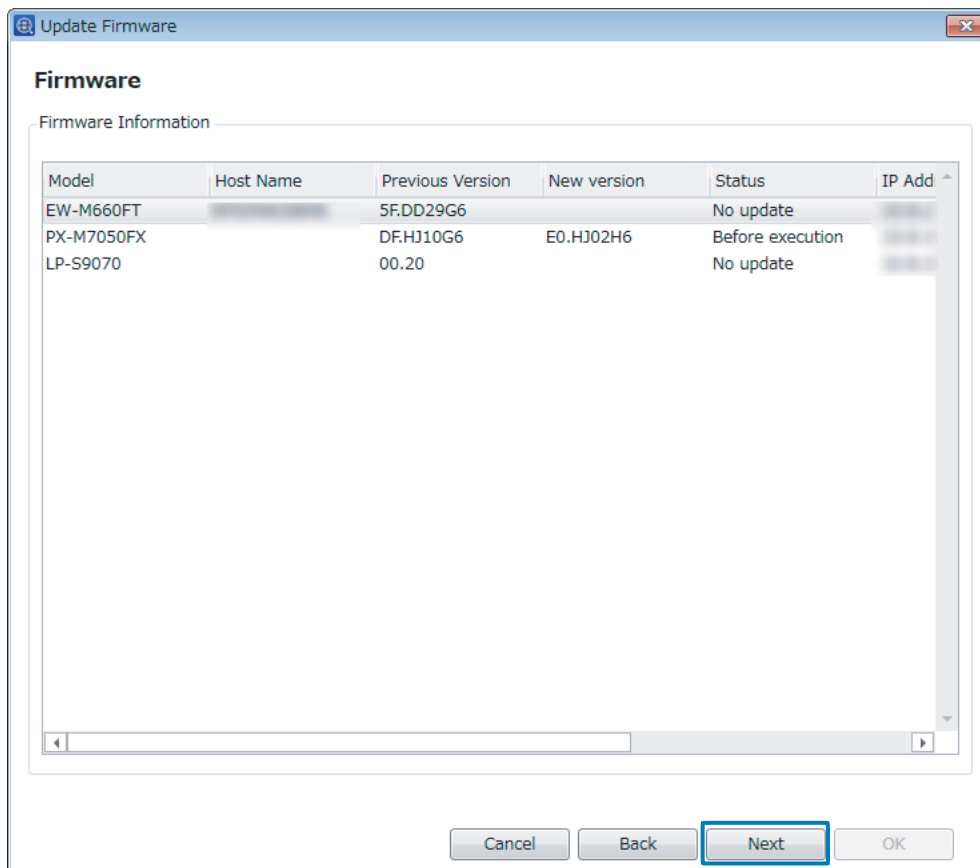 Update Firmware
Firmware
Firmware Information
Model Host Name Previous Version New version Status IP Add
EW-M660FT 5F.DD29G6 No update
PX-M7050FX DF.HJ10G6 E0.HJ02H6 Before execution
LP-S9070 00.20 No update
Cancel Back Next OK